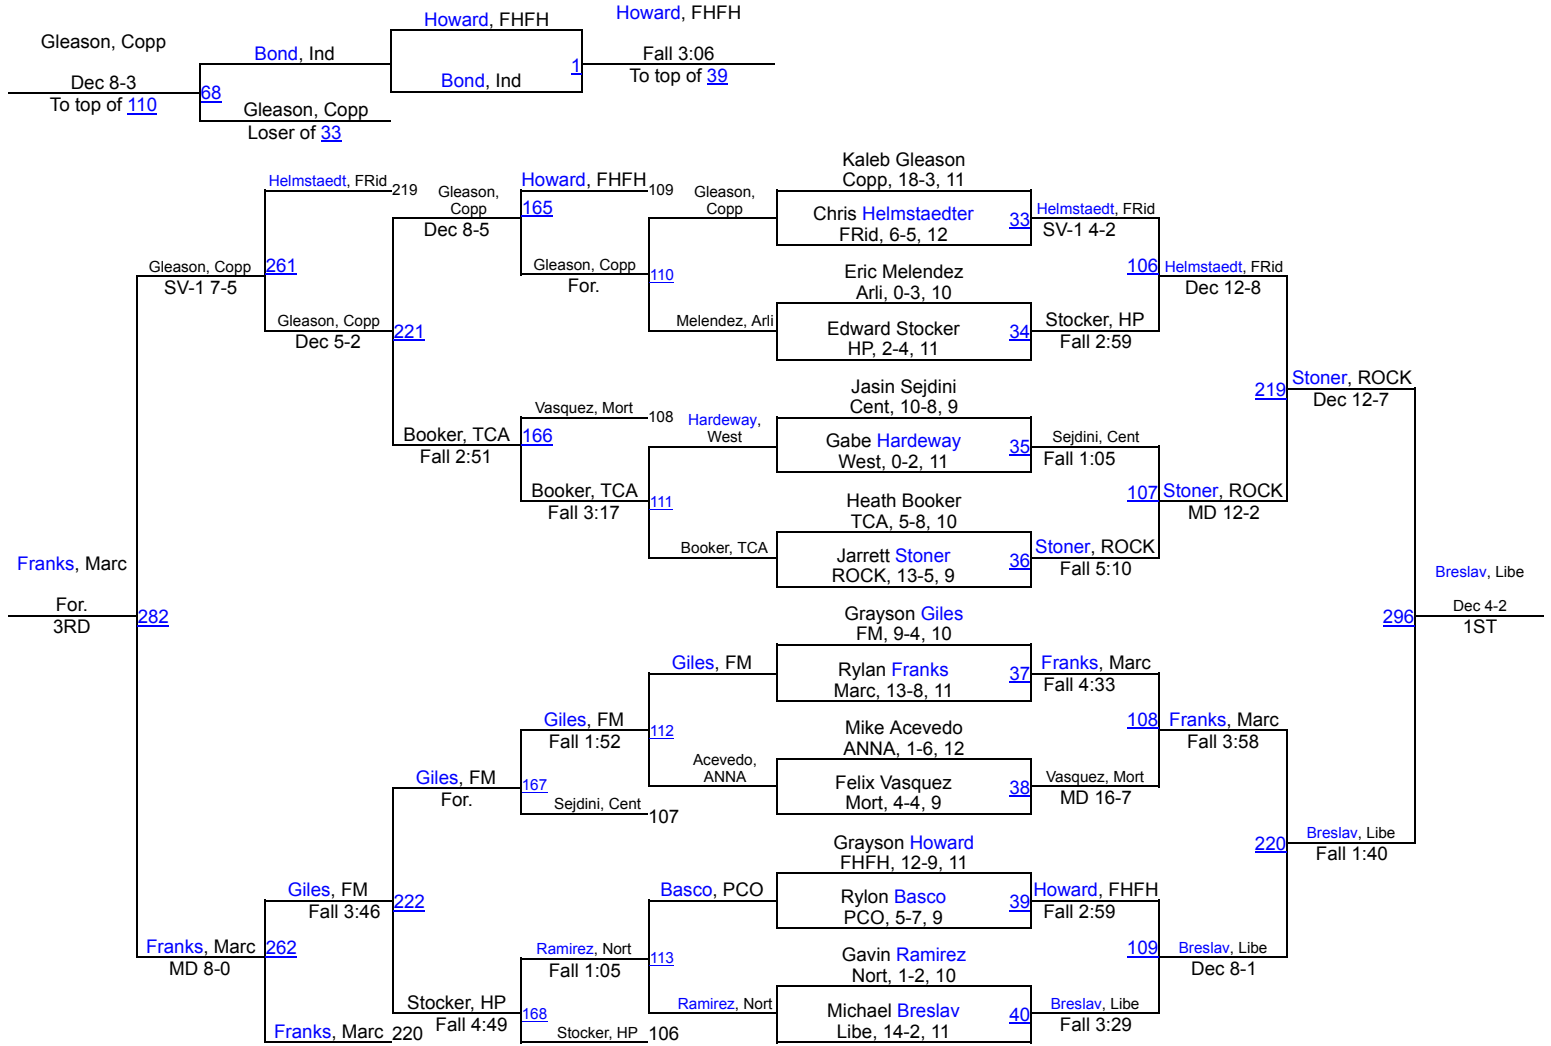 Howard, FHFH
Howard, FHFH
Gleason, Copp
Bond, Ind
Fall 3:06
1
Dec 8-3
Bond, Ind
To top of 39
68
To top of 110
Gleason, Copp
Loser of 33
Kaleb Gleason
Copp, 18-3, 11
Helmstaedt, FRid
219
Gleason,
Copp
Howard, FHFH
109
Gleason,
Copp
165
Dec 8-5
Chris Helmstaedter
FRid, 6-5, 12
33
Helmstaedt, FRid
SV-1 4-2
Gleason, Copp
SV-1 7-5
261
Gleason, Copp
For.
110
Eric Melendez
Arli, 0-3, 10
106
Helmstaedt, FRid
Dec 12-8
Gleason, Copp
Dec 5-2
221
Melendez, Arli
Edward Stocker
HP, 2-4, 11
34
Stocker, HP
Fall 2:59
Jasin Sejdini
Cent, 10-8, 9
219
Stoner, ROCK
Dec 12-7
Vasquez, Mort
108
Hardeway,
West
Booker, TCA
Fall 2:51
166
Gabe Hardeway
West, 0-2, 11
35
Sejdini, Cent
Fall 1:05
Booker, TCA
Fall 3:17
111
Heath Booker
TCA, 5-8, 10
107
Stoner, ROCK
MD 12-2
Booker, TCA
Jarrett Stoner
ROCK, 13-5, 9
36
Stoner, ROCK
Fall 5:10
Franks, Marc
For.
3RD
282
Breslav, Libe
Dec 4-2
1ST
296
Grayson Giles
FM, 9-4, 10
Giles, FM
Rylan Franks
Marc, 13-8, 11
37
Franks, Marc
Fall 4:33
Giles, FM
Fall 1:52
112
Mike Acevedo
ANNA, 1-6, 12
108
Franks, Marc
Fall 3:58
Acevedo,
ANNA
Giles, FM
For.
167
Felix Vasquez
Mort, 4-4, 9
38
Vasquez, Mort
MD 16-7
Sejdini, Cent
107
Grayson Howard
FHFH, 12-9, 11
220
Breslav, Libe
Fall 1:40
Giles, FM
Fall 3:46
222
Basco, PCO
Rylon Basco
PCO, 5-7, 9
39
Howard, FHFH
Fall 2:59
Franks, Marc
MD 8-0
262
Ramirez, Nort
Fall 1:05
113
Gavin Ramirez
Nort, 1-2, 10
109
Breslav, Libe
Dec 8-1
Stocker, HP
Fall 4:49
168
Ramirez, Nort
Michael Breslav
Libe, 14-2, 11
40
Breslav, Libe
Fall 3:29
Franks, Marc
220
Stocker, HP
106